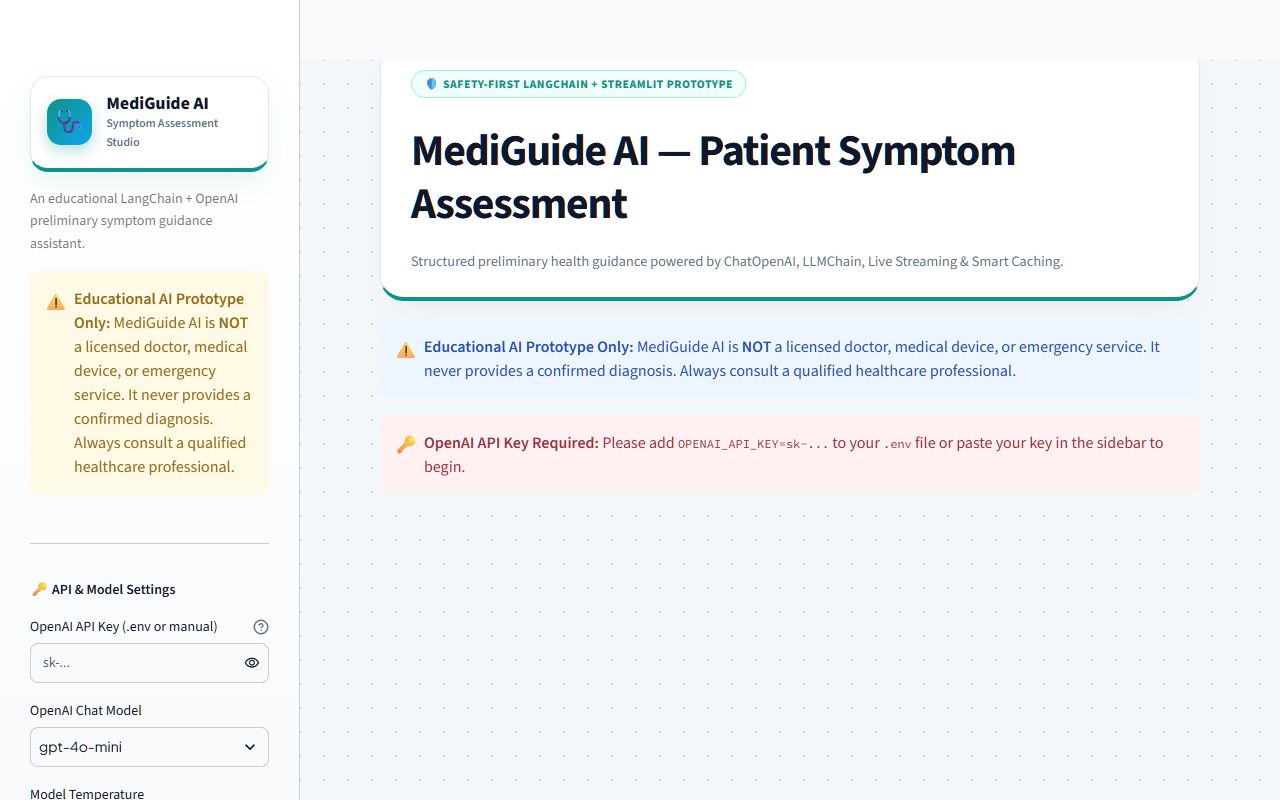 MediGuide AI
Symptom Assessment
Studio
An educational LangChain + OpenAI
preliminary symptom guidance
assistant.
⚠️ Educational AI Prototype
Only: MediGuide AI is NOT
a licensed doctor, medical
device, or emergency
service. It never provides a
confirmed diagnosis.
Always consult a qualified
healthcare professional.
🔑 API & Model Settings
OpenAI API Key (.env or manual)
sk-...
OpenAI Chat Model
gpt-4o-mini
Model Temperature
🛡️ SAFETY-FIRST LANGCHAIN + STREAMLIT PROTOTYPE
MediGuide AI — Patient Symptom
Assessment
Structured preliminary health guidance powered by ChatOpenAI, LLMChain, Live Streaming & Smart Caching.
⚠️ Educational AI Prototype Only: MediGuide AI is NOT a licensed doctor, medical device, or emergency service. It
never provides a confirmed diagnosis. Always consult a qualified healthcare professional.
🔑 OpenAI API Key Required: Please add OPENAI_API_KEY=sk-... to your .env file or paste your key in the sidebar to
begin.